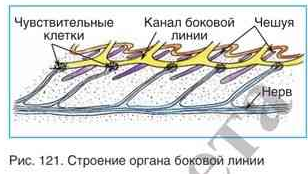 Чувствительные Канал боковой Чешуя
клетки линии
Нерв
Рис. 121. Строение органа боковой линии